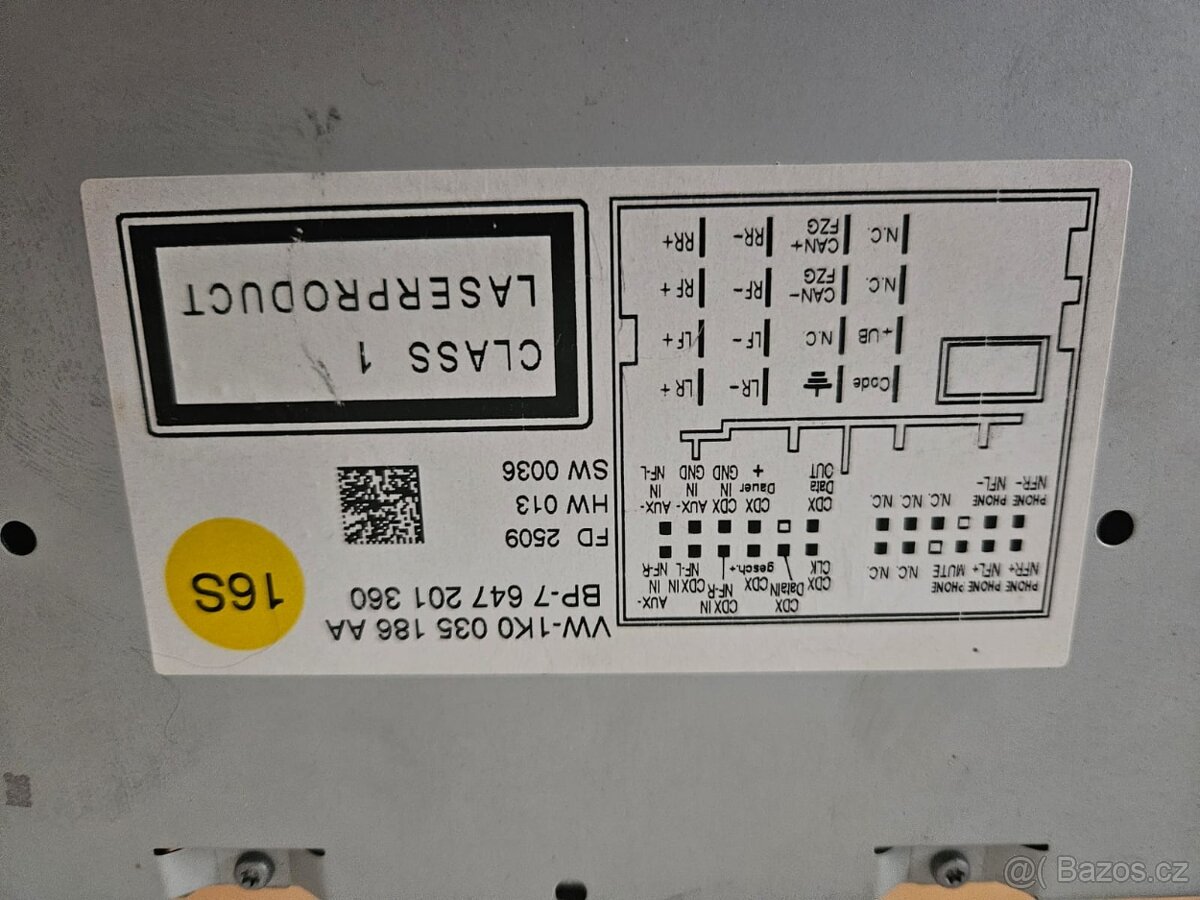 VW-1K0 035 186 AA
BP-7 647 201 360
FD 2509
HW 013
SW 0036
16S
CLASS 1
LASERPRODUCT
PHONE PHONE PHONE
NFR+ NFL+ MUTE N.C. N.C.
CDX
CLK
CDX
DataIN
CDX
gesch.+
CDX IN
NF-R
CDX IN
NF-L
AUX-
IN
NF-R
PHONE PHONE
NFR- NFL- N.C. N.C. N.C.
CDX
Data
OUT
CDX
Dauer
+
CDX
IN
GND
AUX-
IN
GND
AUX-
IN
NF-L
Code LR- LR+
+UB N.C LF- LF+
N.C. CAN-
FZG RF- RF+
N.C. CAN+
FZG RR- RR+
@( Bazos.cz